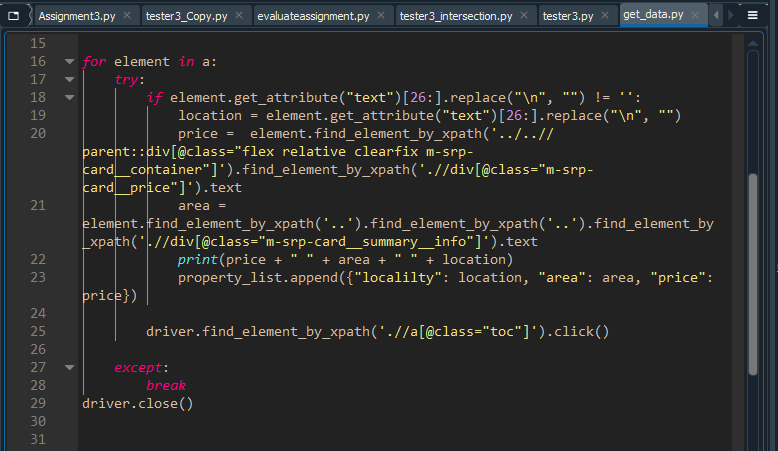 Assignment3.py tester3_Copy.py evaluateassignment.py tester3_intersection.py tester3.py get_data.py
15
16 for element in a:
17 try:
18 if element.get_attribute("text")[26:].replace("\n", "") != '':
19 location = element.get_attribute("text")[26:].replace("\n", "")
20 price =  element.find_element_by_xpath('../..//
parent::div[@class="flex relative clearfix m-srp-
card__container"]').find_element_by_xpath('.//div[@class="m-srp-
card__price"]').text
21 area =
element.find_element_by_xpath('..').find_element_by_xpath('..').find_element_by
_xpath('.//div[@class="m-srp-card__summary__info"]').text
22 print(price + " " + area + " " + location)
23 property_list.append({"localilty": location, "area": area, "price":
price})
24
25 driver.find_element_by_xpath('.//a[@class="toc"]').click()
26
27 except:
28 break
29 driver.close()
30
31